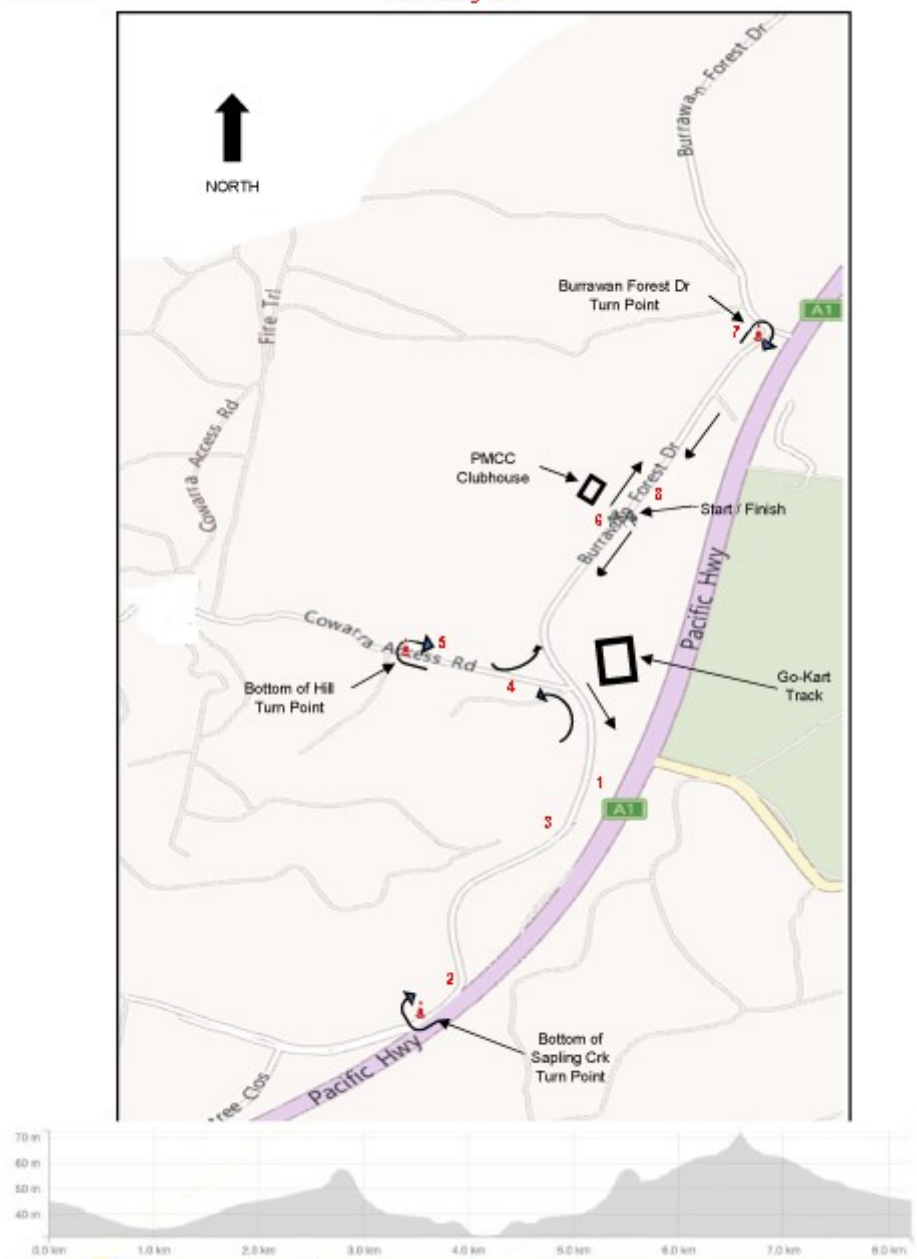 NORTH
Burrawan Forest Dr
Burrawan Forest Dr
Turn Point
A1
7
Fire Trl
Cowarra Access Rd
PMCC
Clubhouse
8
6
Start / Finish
Burrawan Forest Dr
Pacific Hwy
Cowarra Access Rd
5
4
Bottom of Hill
Turn Point
Go-Kart
Track
1
A1
3
2
Bottom of
Sapling Crk
Turn Point
Pacific Hwy
ree Clos
70 m
60 m
50 m
40 m
0.0 km 1.0 km 2.0 km 3.0 km 4.0 km 5.0 km 6.0 km 7.0 km 8.0 km